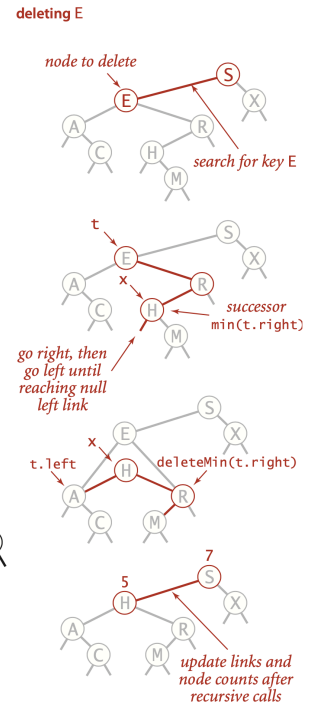 deleting E
node to delete
S
E
X
A
R
C
H
M
search for key E
t
S
E
X
x
A
R
C
H
successor
min(t.right)
M
go right, then
go left until
reaching null
left link
S
E
X
x
t.left
H
deleteMin(t.right)
A
R
C
M
7
5
S
H
X
A
R
C
M
update links and
node counts after
recursive calls